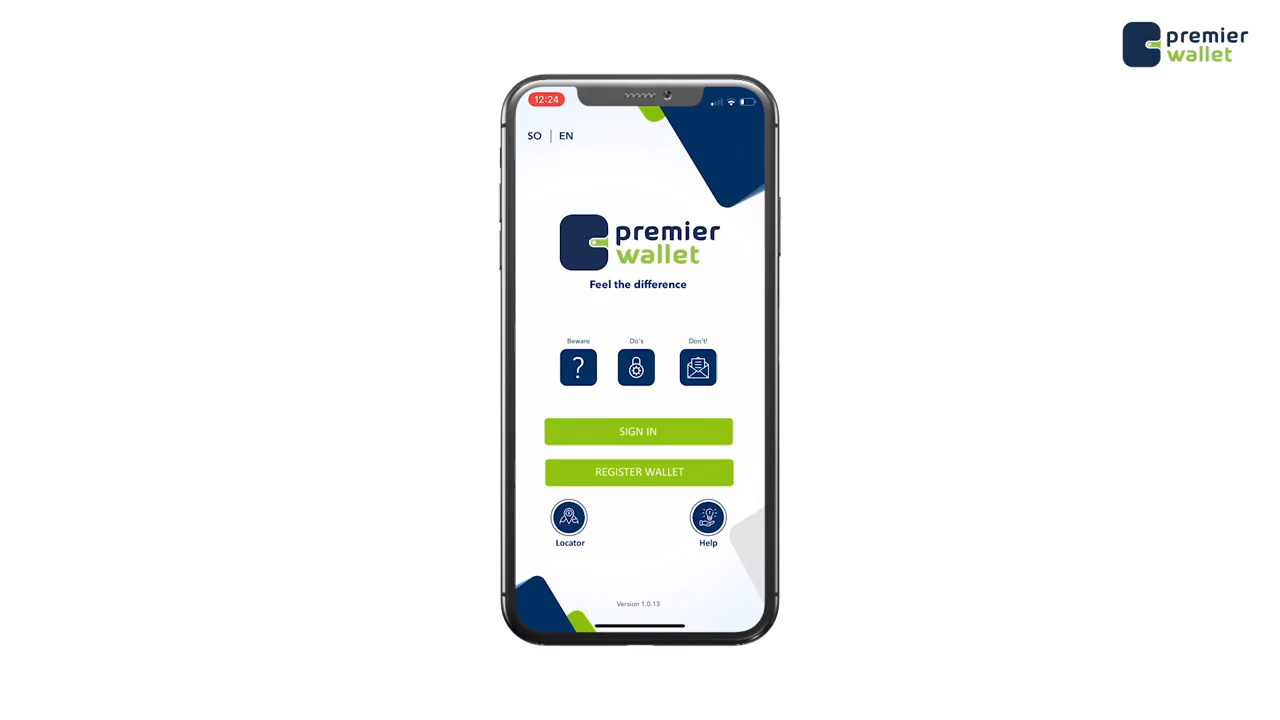 premier
wallet
12:24
SO | EN
premier
wallet
Feel the difference
Beware
Do's
Don't!
SIGN IN
REGISTER WALLET
Locator
Help
Version 1.0.13